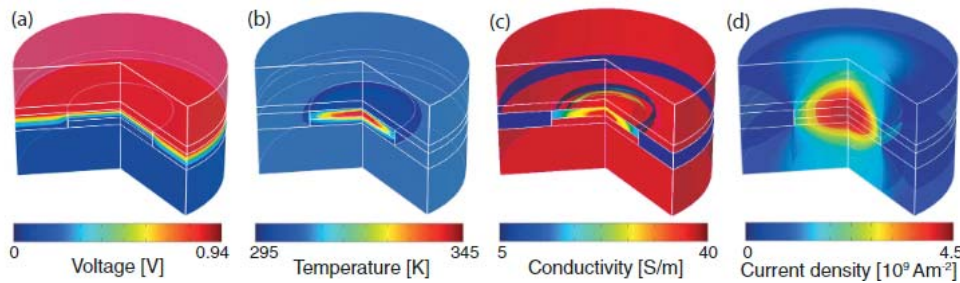 (a)
(b)
(c)
(d)
0 0.94
Voltage [V]
295 345
Temperature [K]
5 40
Conductivity [S/m]
0 4.5
Current density [10⁹ Am⁻²]